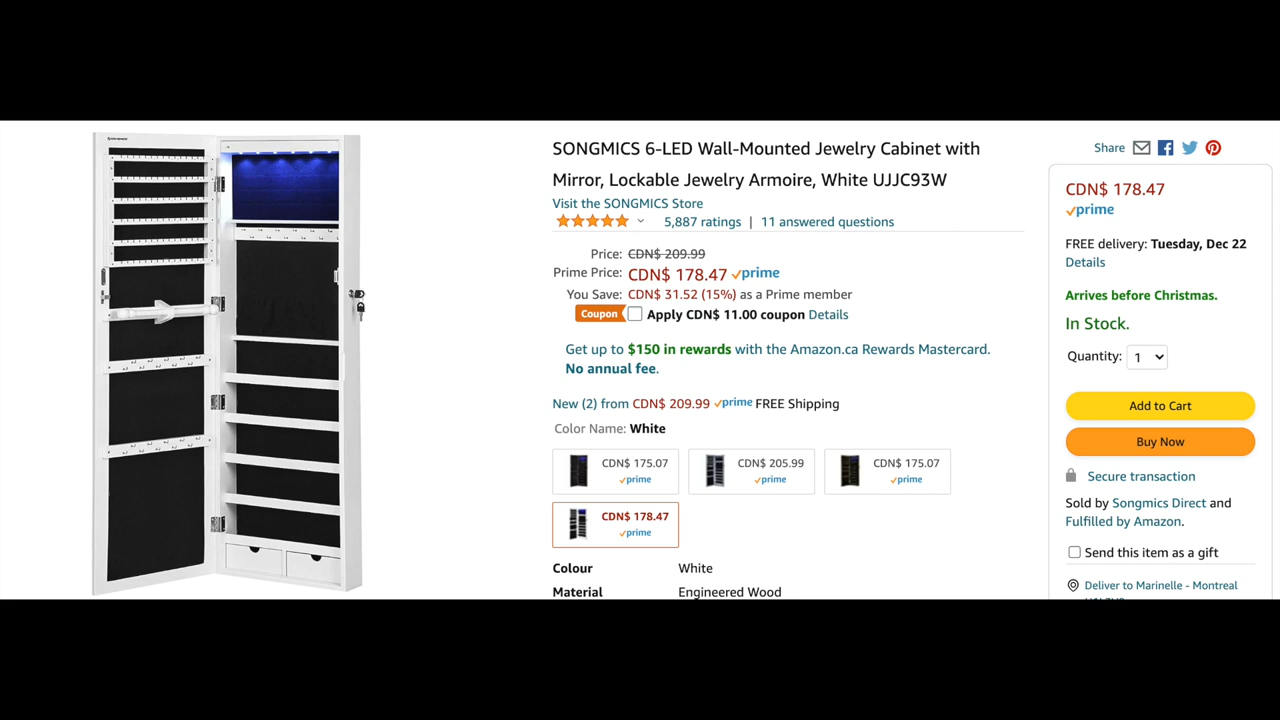 SONGMICS 6-LED Wall-Mounted Jewelry Cabinet with
Mirror, Lockable Jewelry Armoire, White UJJC93W
Visit the SONGMICS Store
5,887 ratings | 11 answered questions
Price: CDN$ 209.99
Prime Price: CDN$ 178.47 prime
You Save: CDN$ 31.52 (15%) as a Prime member
Coupon Apply CDN$ 11.00 coupon Details
Get up to $150 in rewards with the Amazon.ca Rewards Mastercard.
No annual fee.
New (2) from CDN$ 209.99 prime FREE Shipping
Color Name: White
CDN$ 175.07
prime
CDN$ 205.99
prime
CDN$ 175.07
prime
CDN$ 178.47
prime
Colour White
Material Engineered Wood
Share
CDN$ 178.47
prime
FREE delivery: Tuesday, Dec 22
Details
Arrives before Christmas.
In Stock.
Quantity: 1
Add to Cart
Buy Now
Secure transaction
Sold by Songmics Direct and
Fulfilled by Amazon.
Send this item as a gift
Deliver to Marinelle - Montreal